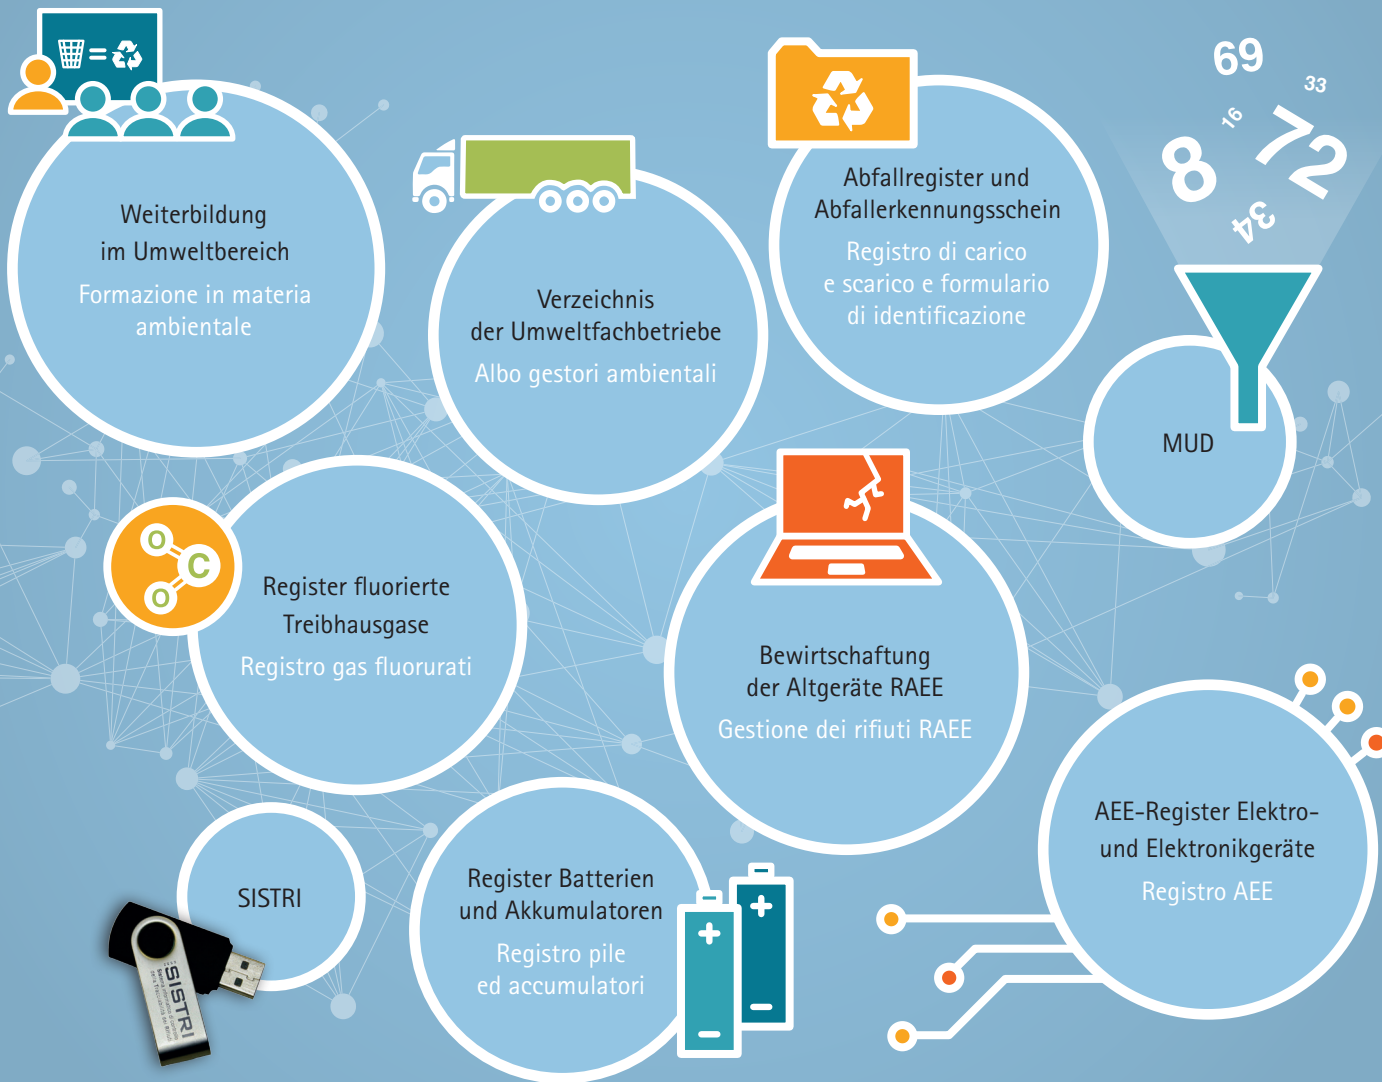 Weiterbildung
im Umweltbereich
Formazione in materia
ambientale
Verzeichnis
der Umweltfachbetriebe
Albo gestori ambientali
Abfallregister und
Abfallerkennungsschein
Registro di carico
e scarico e formulario
di identificazione
69
33
16
72
8
34
MUD
O
C
O
Register fluorierte
Treibhausgase
Registro gas fluorurati
Bewirtschaftung
der Altgeräte RAEE
Gestione dei rifiuti RAEE
AEE-Register Elektro-
und Elektronikgeräte
Registro AEE
SISTRI
SISTRI
Register Batterien
und Akkumulatoren
Registro pile
ed accumulatori